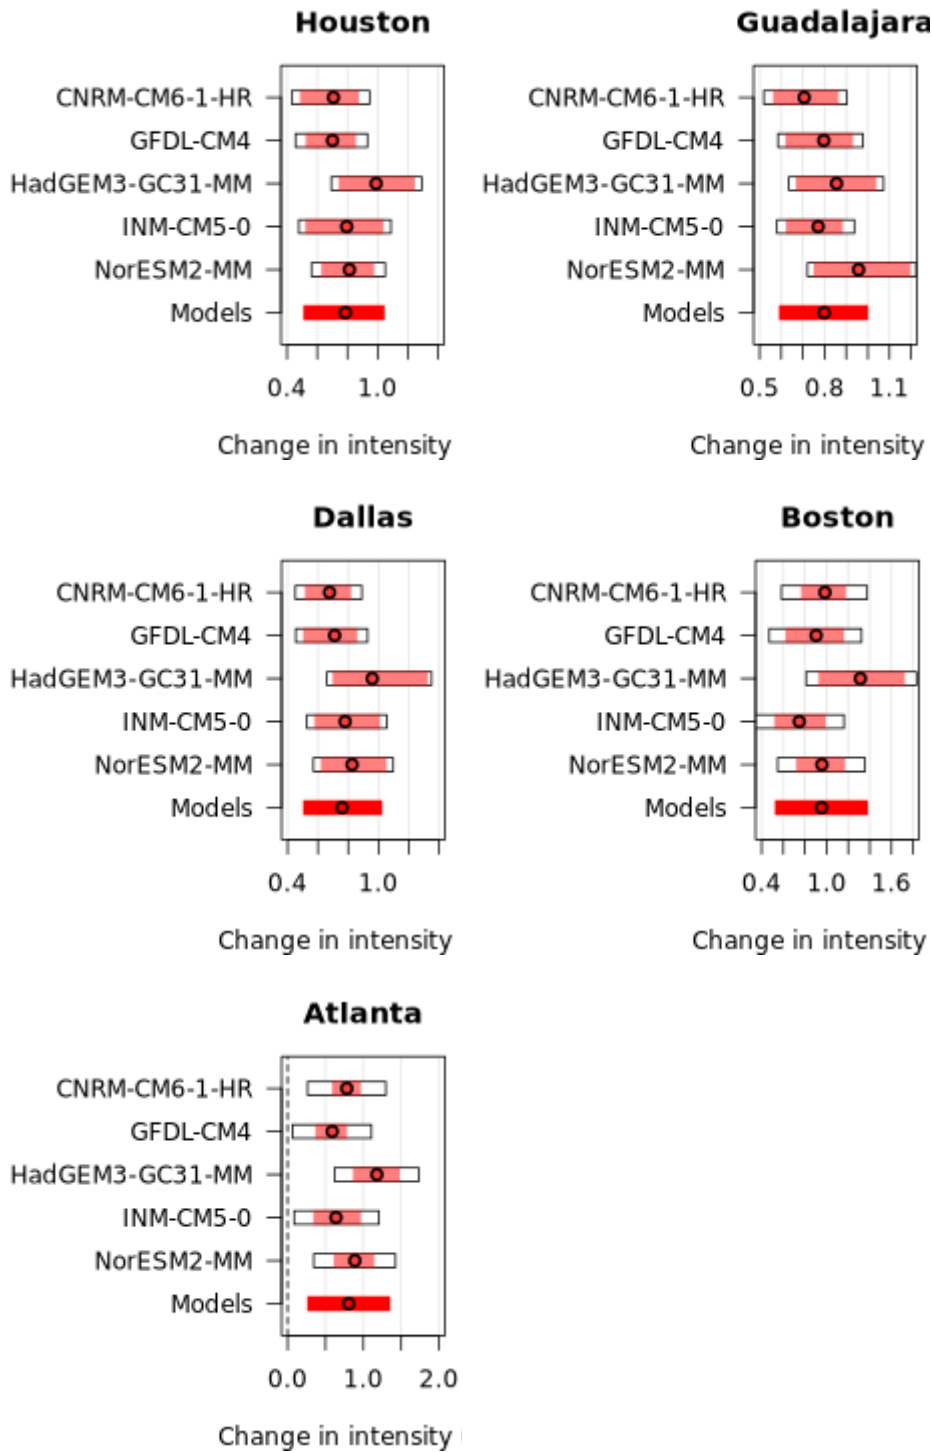 Houston
CNRM-CM6-1-HR
GFDL-CM4
HadGEM3-GC31-MM
INM-CM5-0
NorESM2-MM
Models
0.4 1.0
Change in intensity
Guadalajara
CNRM-CM6-1-HR
GFDL-CM4
HadGEM3-GC31-MM
INM-CM5-0
NorESM2-MM
Models
0.5 0.8 1.1
Change in intensity
Dallas
CNRM-CM6-1-HR
GFDL-CM4
HadGEM3-GC31-MM
INM-CM5-0
NorESM2-MM
Models
0.4 1.0
Change in intensity
Boston
CNRM-CM6-1-HR
GFDL-CM4
HadGEM3-GC31-MM
INM-CM5-0
NorESM2-MM
Models
0.4 1.0 1.6
Change in intensity
Atlanta
CNRM-CM6-1-HR
GFDL-CM4
HadGEM3-GC31-MM
INM-CM5-0
NorESM2-MM
Models
0.0 1.0 2.0
Change in intensity